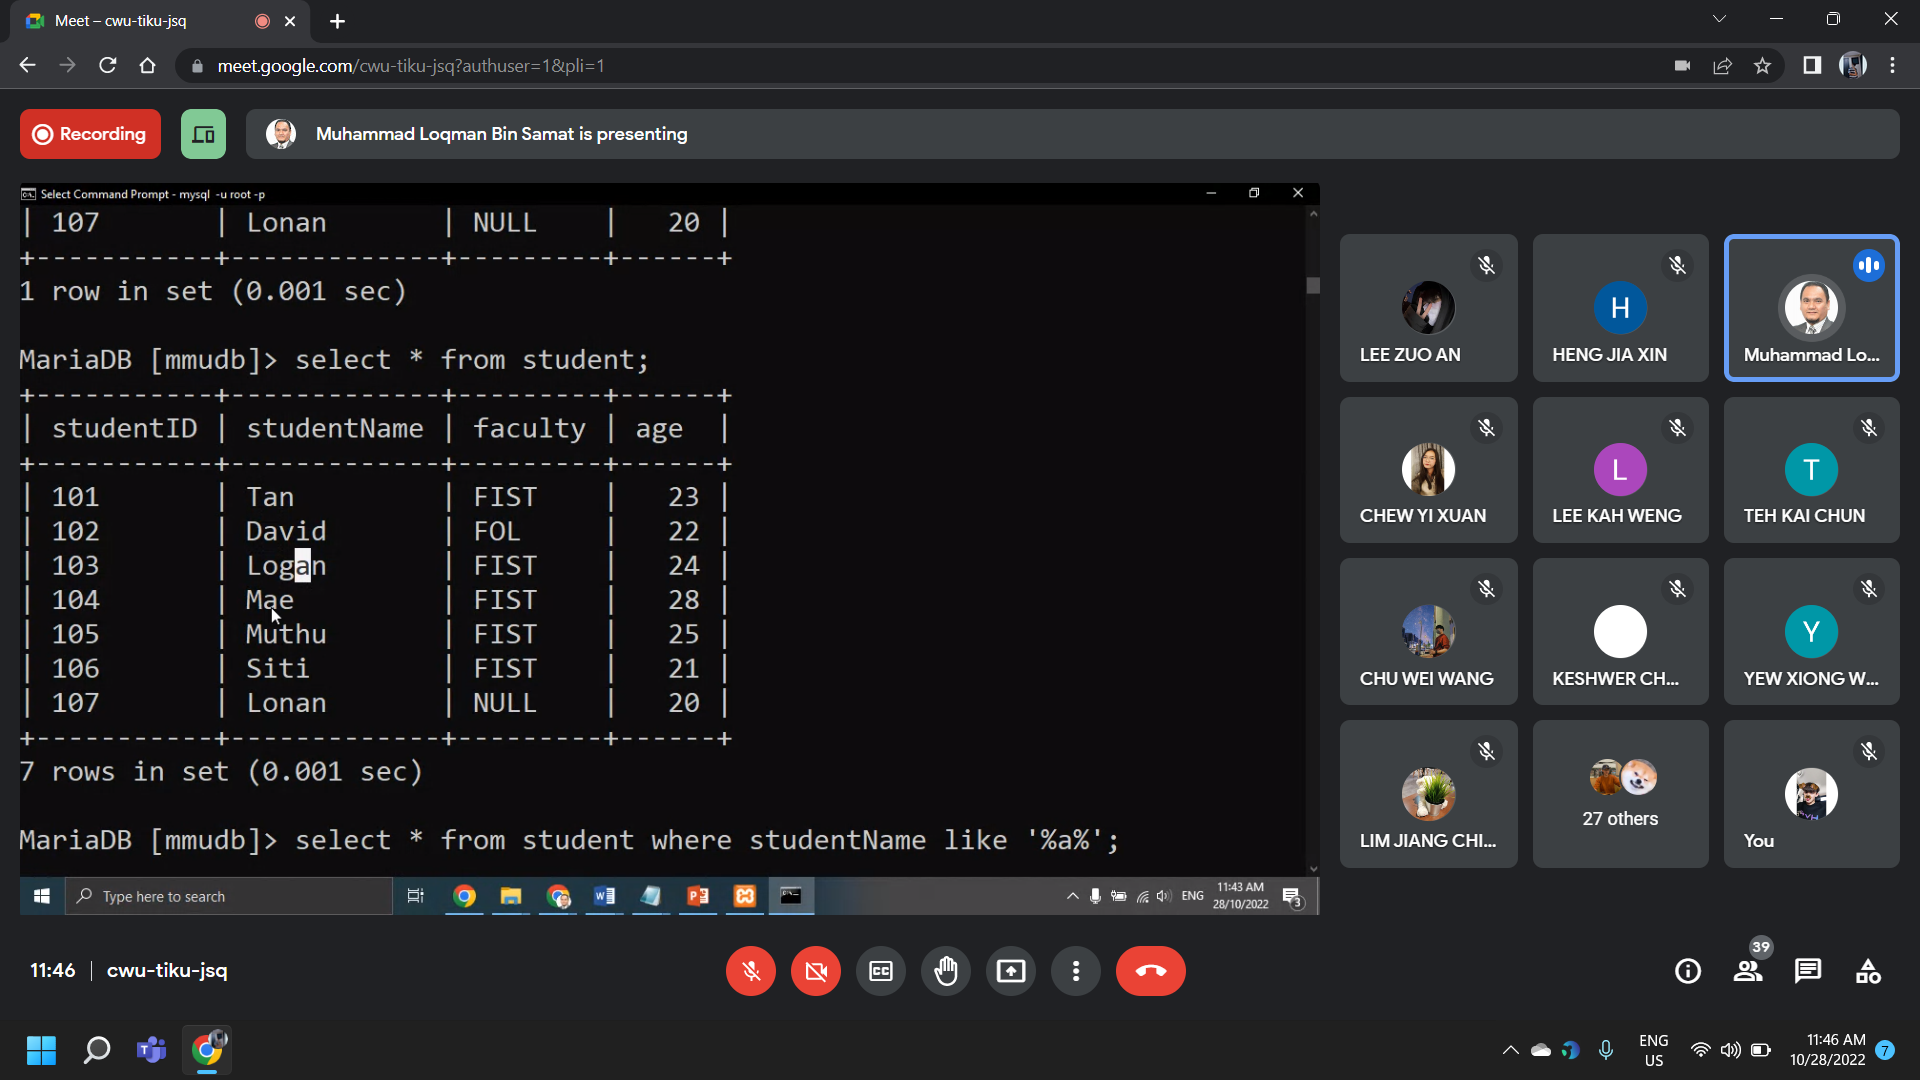 Meet – cwu-tiku-jsq
meet.google.com/cwu-tiku-jsq?authuser=1&pli=1
Recording
Muhammad Loqman Bin Samat is presenting
Select Command Prompt - mysql -u root -p
| 107 | Lonan | NULL | 20 |
+-----------+-------------+---------+------+
1 row in set (0.001 sec)
MariaDB [mmudb]> select * from student;
+-----------+-------------+---------+------+
| studentID | studentName | faculty | age |
+-----------+-------------+---------+------+
| 101 | Tan | FIST | 23 |
| 102 | David | FOL | 22 |
| 103 | Logan | FIST | 24 |
| 104 | Mae | FIST | 28 |
| 105 | Muthu | FIST | 25 |
| 106 | Siti | FIST | 21 |
| 107 | Lonan | NULL | 20 |
+-----------+-------------+---------+------+
7 rows in set (0.001 sec)
MariaDB [mmudb]> select * from student where studentName like '%a%';
Type here to search
ENG
11:43 AM
28/10/2022
3
LEE ZUO AN
H
HENG JIA XIN
Muhammad Lo...
CHEW YI XUAN
L
LEE KAH WENG
T
TEH KAI CHUN
CHU WEI WANG
KESHWER CH...
Y
YEW XIONG W...
LIM JIANG CHI...
27 others
You
11:46 | cwu-tiku-jsq
CC
39
ENG
US
11:46 AM
10/28/2022
7